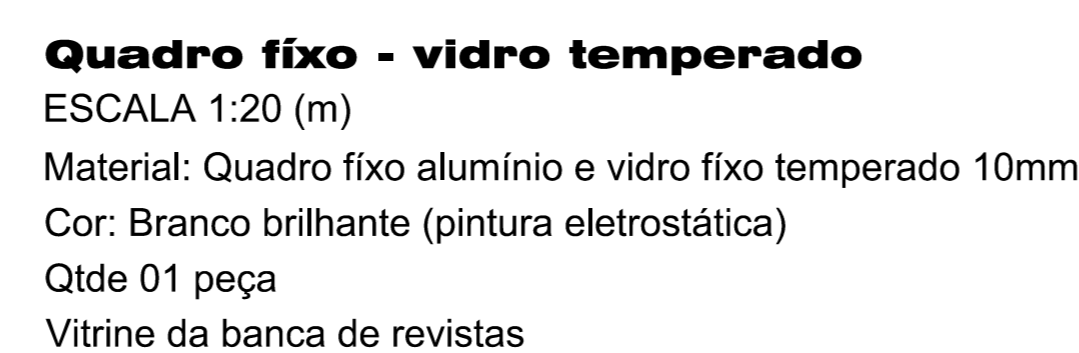 Quadro fíxo - vidro temperado
ESCALA 1:20 (m)
Material: Quadro fíxo alumínio e vidro fíxo temperado 10mm
Cor: Branco brilhante (pintura eletrostática)
Qtde 01 peça
Vitrine da banca de revistas